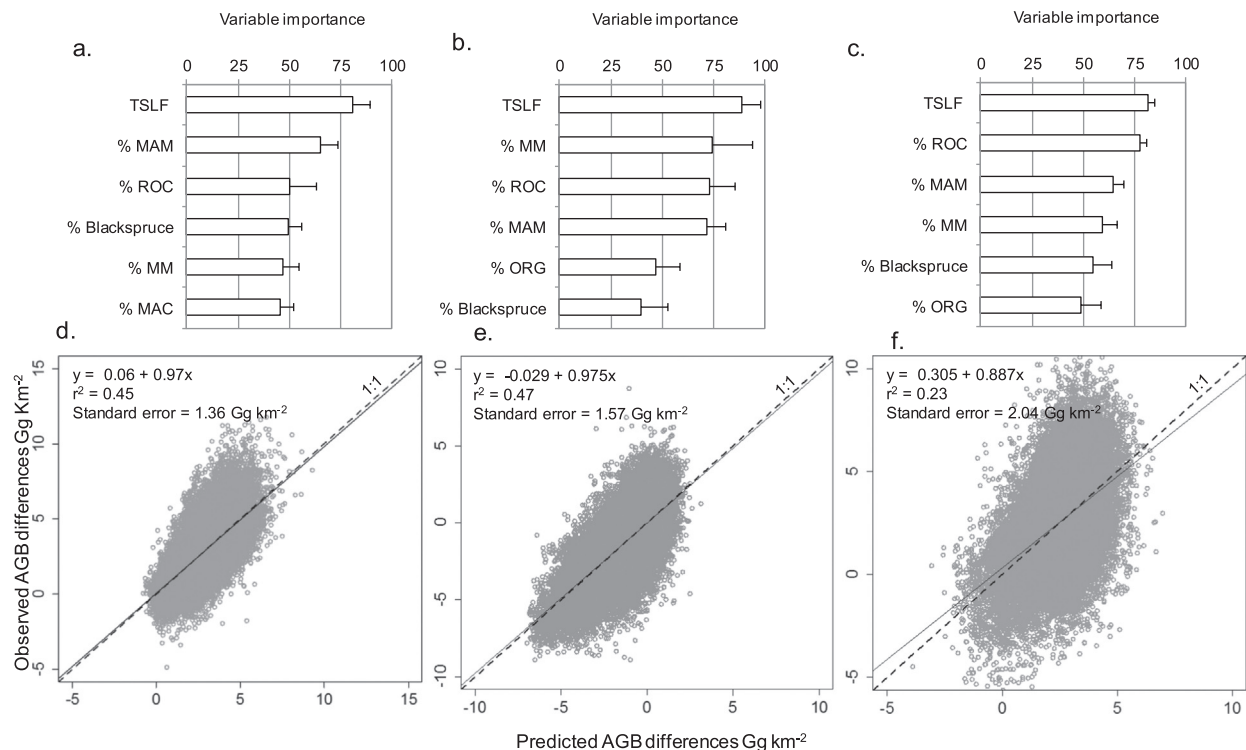 Variable importance
a.
0 25 50 75 100
TSLF
% MAM
% ROC
% Blackspruce
% MM
% MAC
Variable importance
b.
0 25 50 75 100
TSLF
% MM
% ROC
% MAM
% ORG
% Blackspruce
Variable importance
c.
0 25 50 75 100
TSLF
% ROC
% MAM
% MM
% Blackspruce
% ORG
d.
y = 0.06 + 0.97x
r² = 0.45
Standard error = 1.36 Gg km⁻²
1:1
15
10
5
0
-5
-5 0 5 10 15
Observed AGB differences Gg Km⁻²
e.
y = -0.029 + 0.975x
r² = 0.47
Standard error = 1.57 Gg km⁻²
1:1
10
5
0
-5
-10
-10 -5 0 5 10
f.
y = 0.305 + 0.887x
r² = 0.23
Standard error = 2.04 Gg km⁻²
1:1
10
5
0
-5
-5 0 5 10
Predicted AGB differences Gg km⁻²